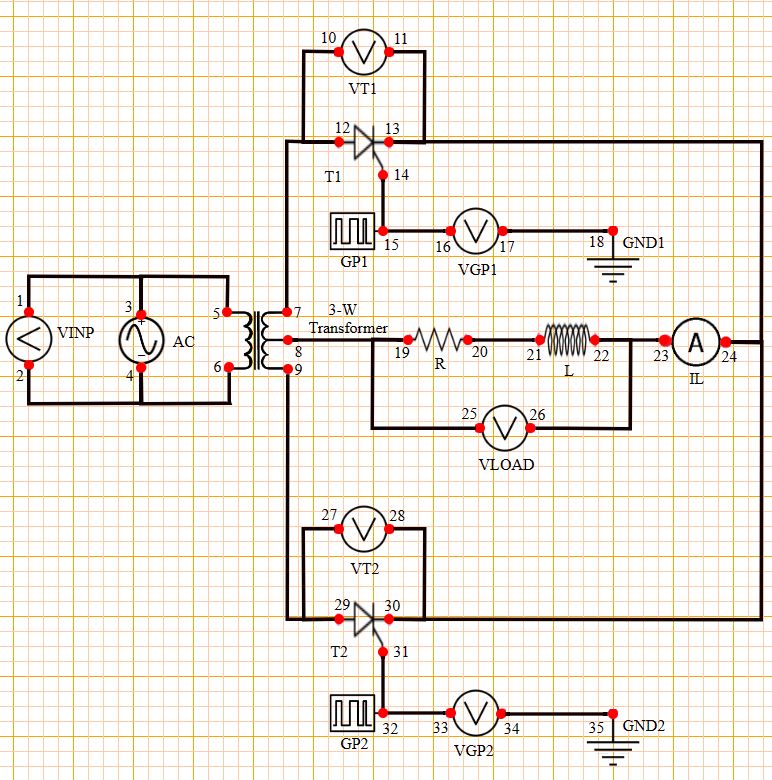 10 11
VT1
12 13
T1
14
15
GP1
16 17
VGP1
18
GND1
1
2
VINP
3
+
AC
4
5
6
7
8
9
3-W
Transformer
19
R
20
21
L
22
23
A
24
IL
25 26
VLOAD
27 28
VT2
29 30
T2
31
32
GP2
33 34
VGP2
35
GND2
V
V
V
V
V
V